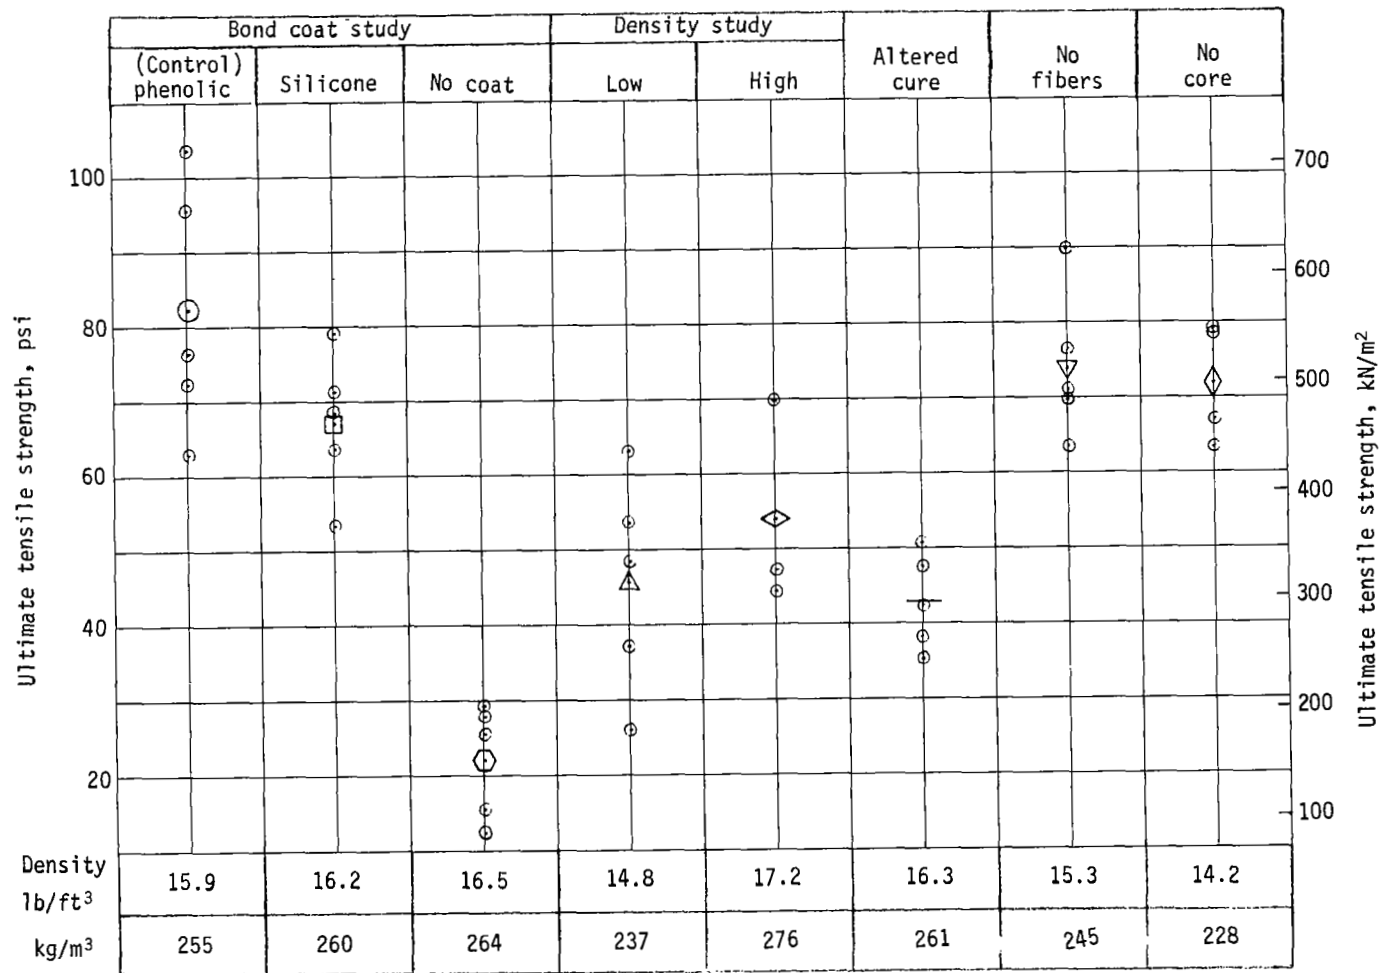 Bond coat study
Density study
(Control)
phenolic
Silicone
No coat
Low
High
Altered
cure
No
fibers
No
core
Ultimate tensile strength, psi
100
80
60
40
20
700
600
500
400
300
200
100
Ultimate tensile strength, kN/m²
Density
lb/ft³
15.9
16.2
16.5
14.8
17.2
16.3
15.3
14.2
kg/m³
255
260
264
237
276
261
245
228